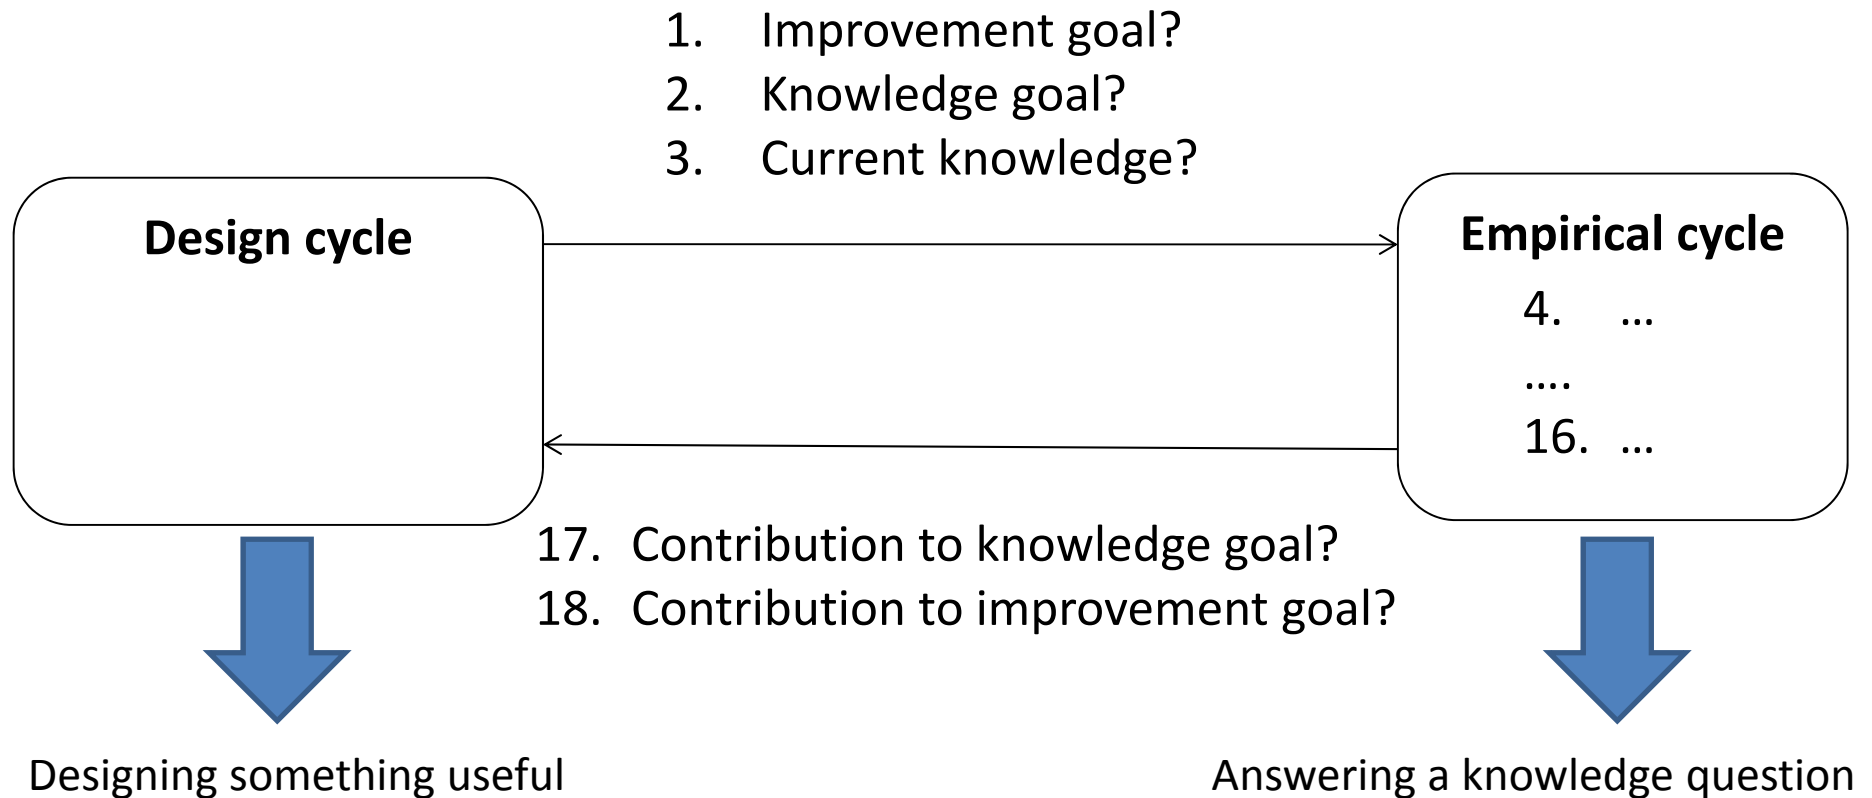 1. Improvement goal?
2. Knowledge goal?
3. Current knowledge?
Design cycle
Empirical cycle
4. ...
....
16. ...
17. Contribution to knowledge goal?
18. Contribution to improvement goal?
Designing something useful
Answering a knowledge question